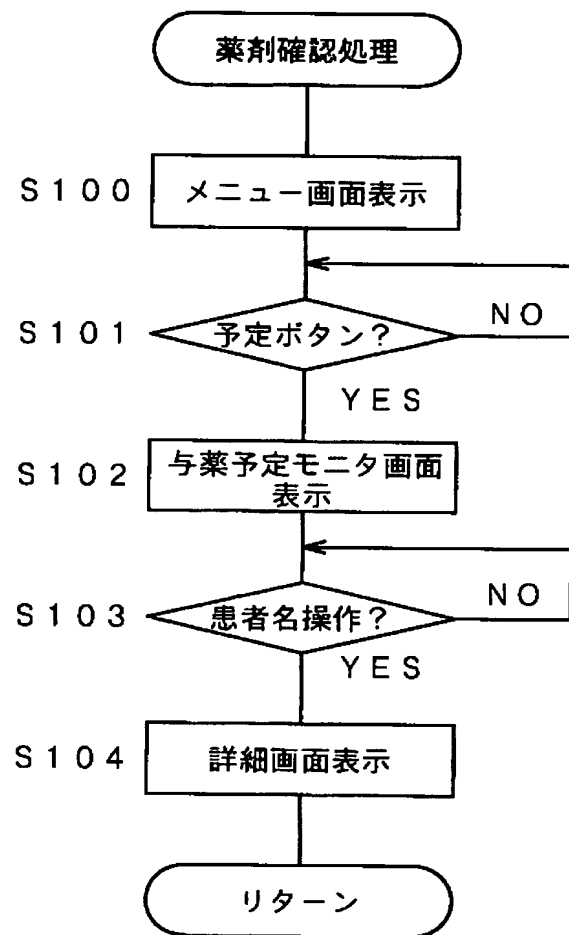 薬剤確認処理
S100
メニュー画面表示
S101
予定ボタン?
NO
YES
S102
与薬予定モニタ画面
表示
S103
患者名操作?
NO
YES
S104
詳細画面表示
リターン